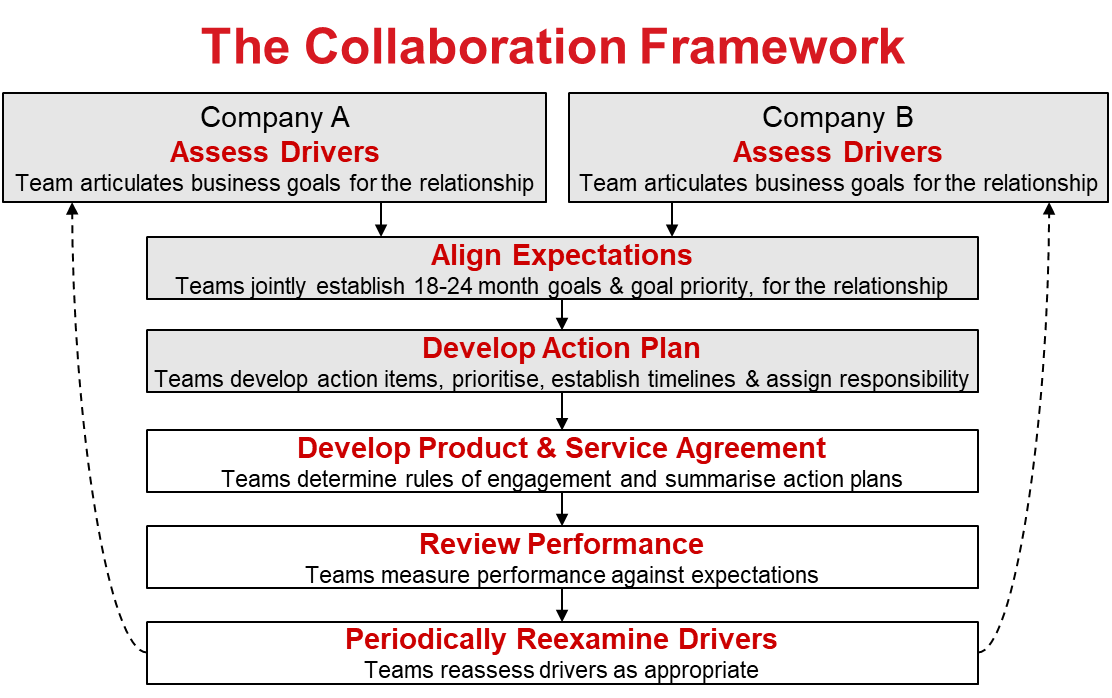 The Collaboration Framework
Company A
Assess Drivers
Team articulates business goals for the relationship
Company B
Assess Drivers
Team articulates business goals for the relationship
Align Expectations
Teams jointly establish 18-24 month goals & goal priority, for the relationship
Develop Action Plan
Teams develop action items, prioritise, establish timelines & assign responsibility
Develop Product & Service Agreement
Teams determine rules of engagement and summarise action plans
Review Performance
Teams measure performance against expectations
Periodically Reexamine Drivers
Teams reassess drivers as appropriate